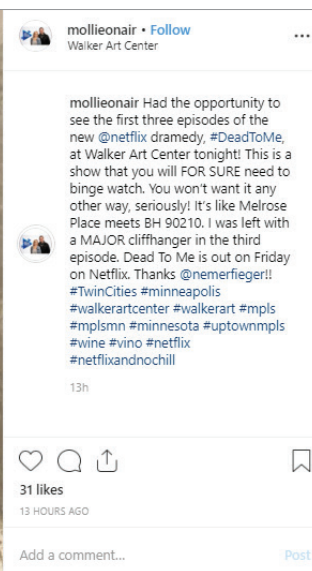 mollieonair • Follow
Walker Art Center
mollieonair Had the opportunity to
see the first three episodes of the
new @netflix dramedy, #DeadToMe,
at Walker Art Center tonight! This is a
show that you will FOR SURE need to
binge watch. You won't want it any
other way, seriously! It's like Melrose
Place meets BH 90210. I was left with
a MAJOR cliffhanger in the third
episode. Dead To Me is out on Friday
on Netflix. Thanks @nemerfieger!!
#TwinCities #minneapolis
#walkerartcenter #walkerart #mpls
#mplsmn #minnesota #uptownmpls
#wine #vino #netflix
#netflixandnochill
13h
31 likes
13 HOURS AGO
Add a comment...
Post